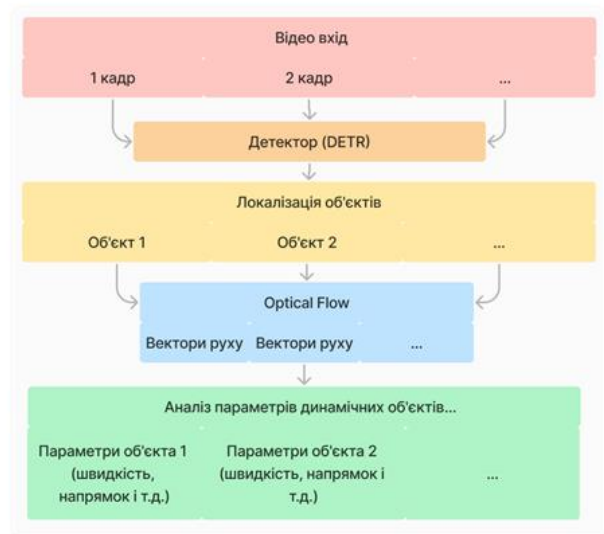 Відео вхід
1 кадр 2 кадр ...
Детектор (DETR)
Локалізація об'єктів
Об'єкт 1 Об'єкт 2 ...
Optical Flow
Вектори руху Вектори руху ...
Аналіз параметрів динамічних об'єктів...
Параметри об'єкта 1
(швидкість,
напрямок і т.д.)
Параметри об'єкта 2
(швидкість, напрямок і
т.д.)
...